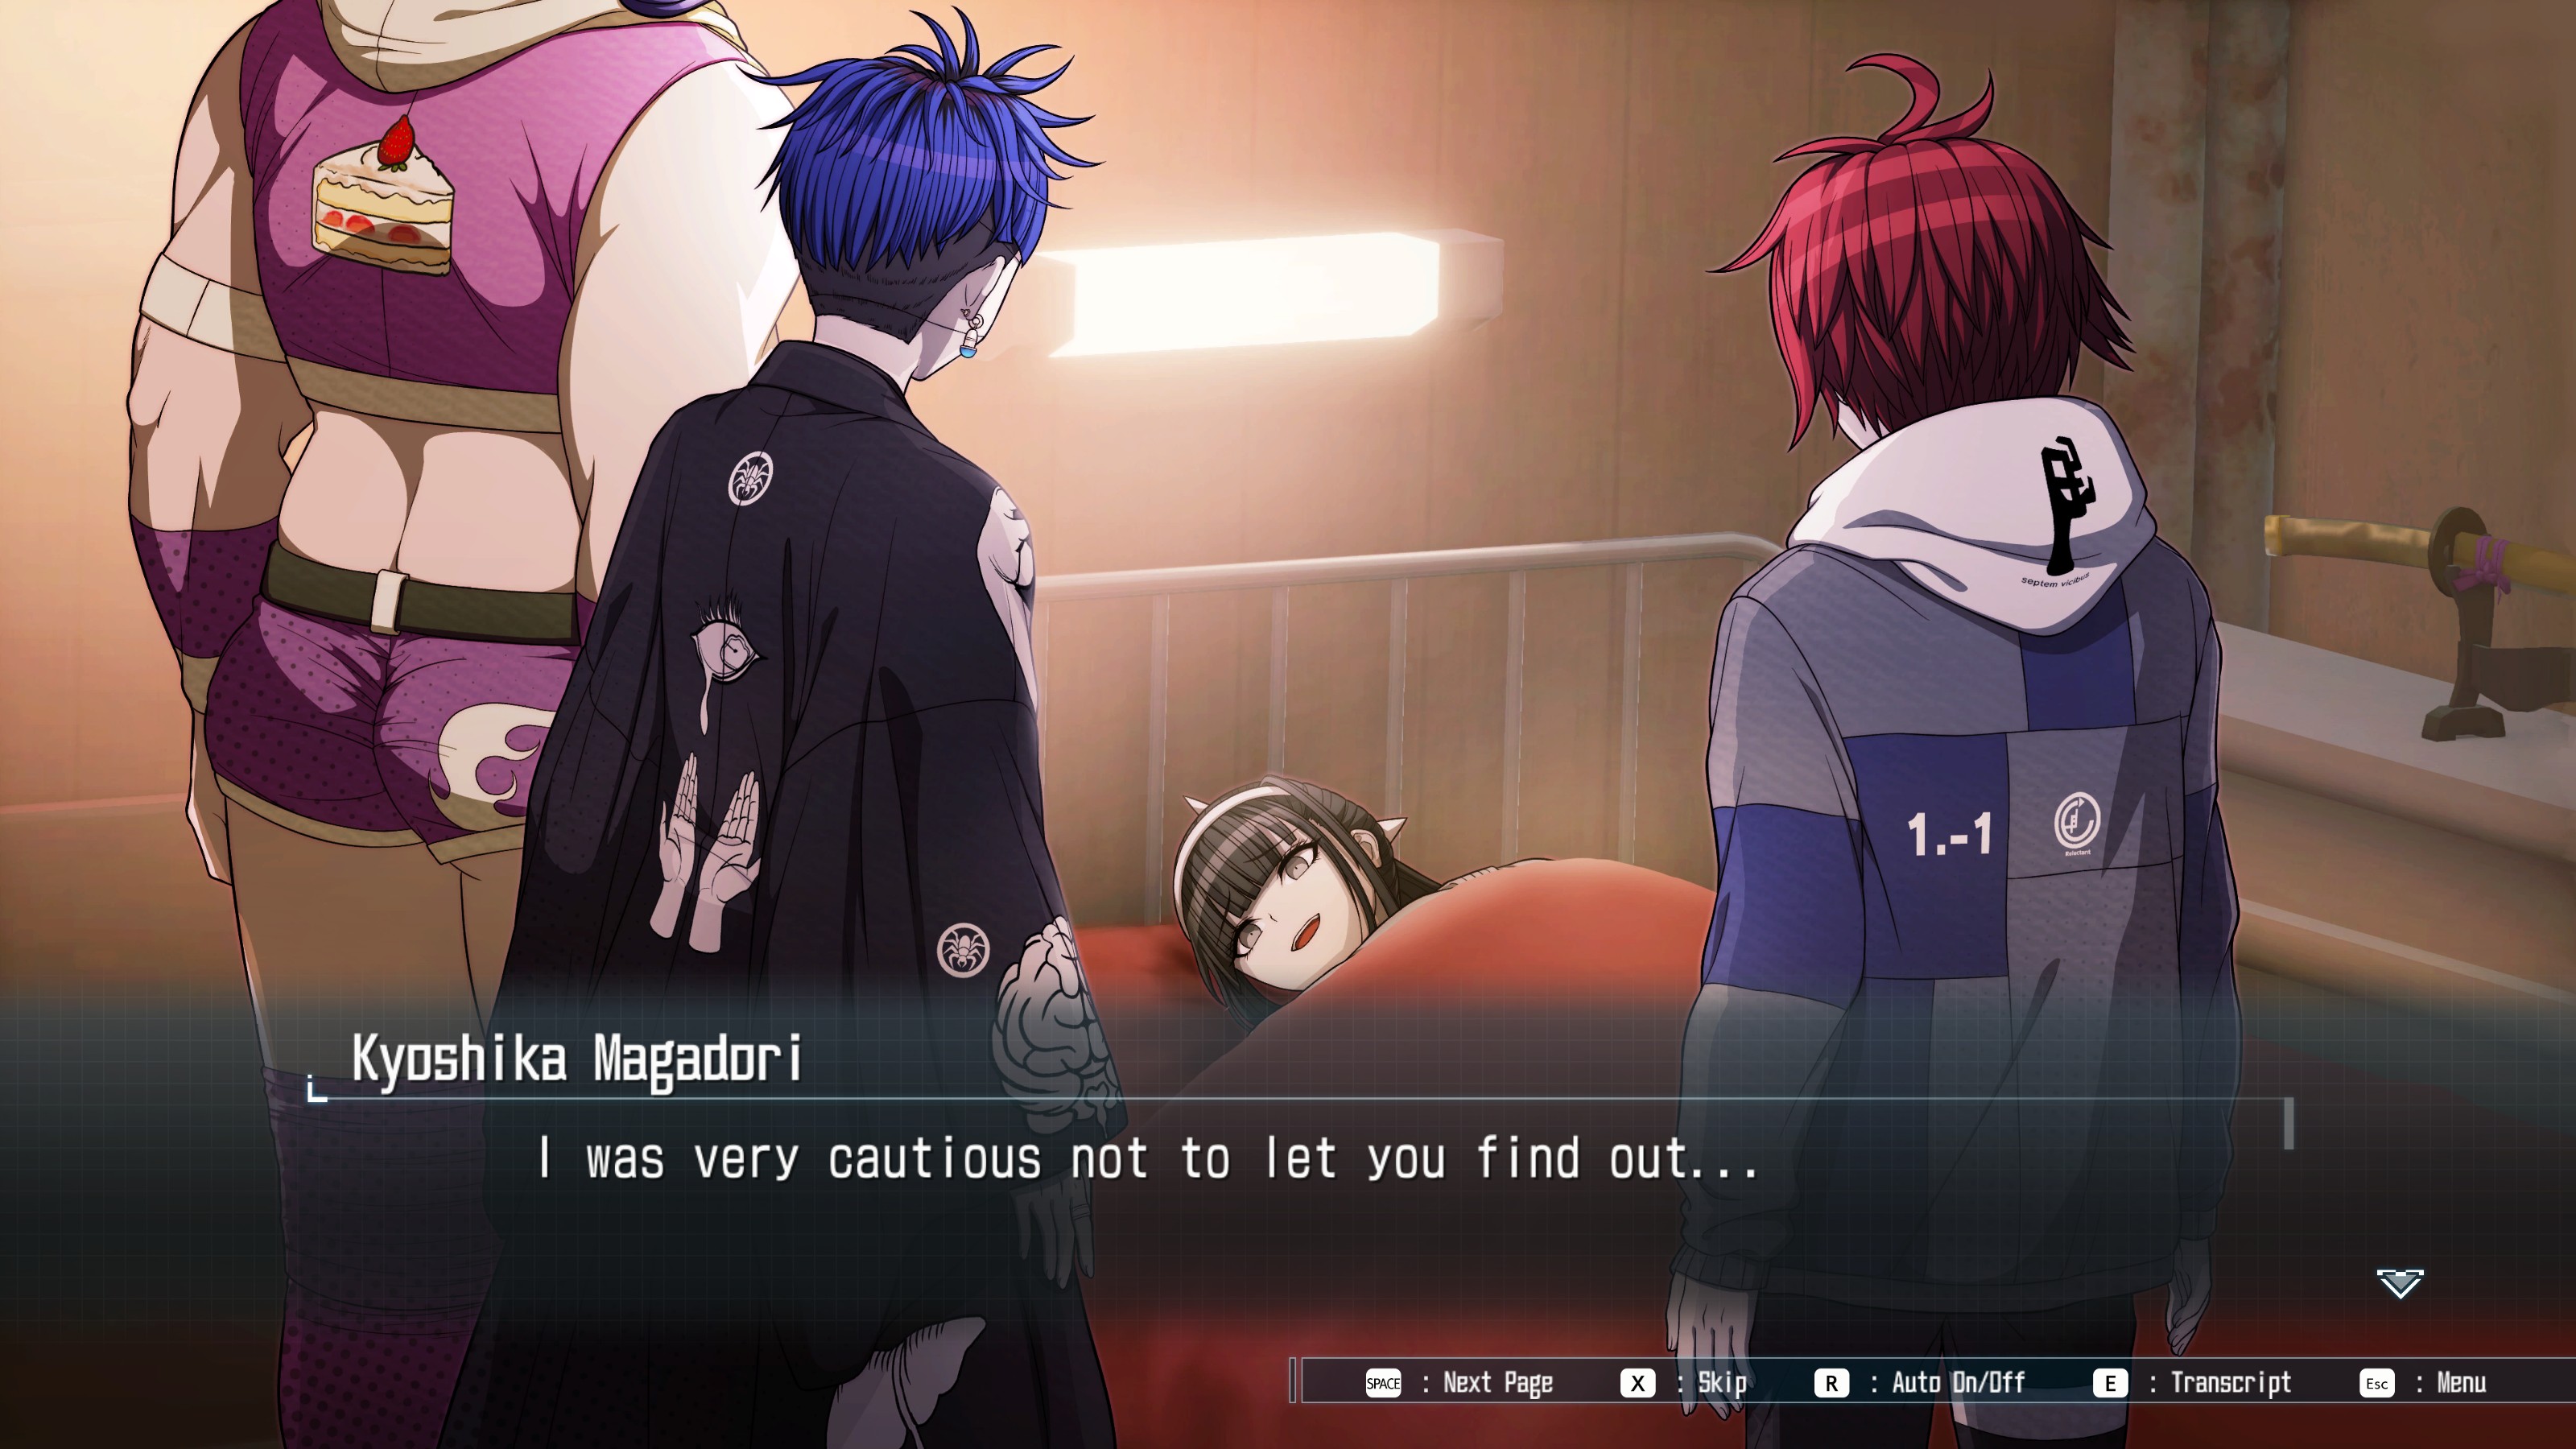 septem vicibus
1.-1
Reluctant
Kyoshika Magadori
I was very cautious not to let you find out...
SPACE : Next Page X : Skip R : Auto On/Off E : Transcript Esc : Menu